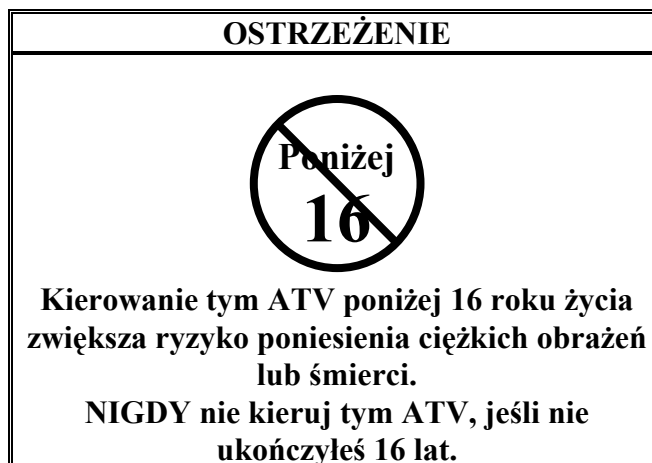 OSTRZEŻENIE
Poniżej
16
Kierowanie tym ATV poniżej 16 roku życia
zwiększa ryzyko poniesienia ciężkich obrażeń
lub śmierci.
NIGDY nie kieruj tym ATV, jeśli nie
ukończyłeś 16 lat.